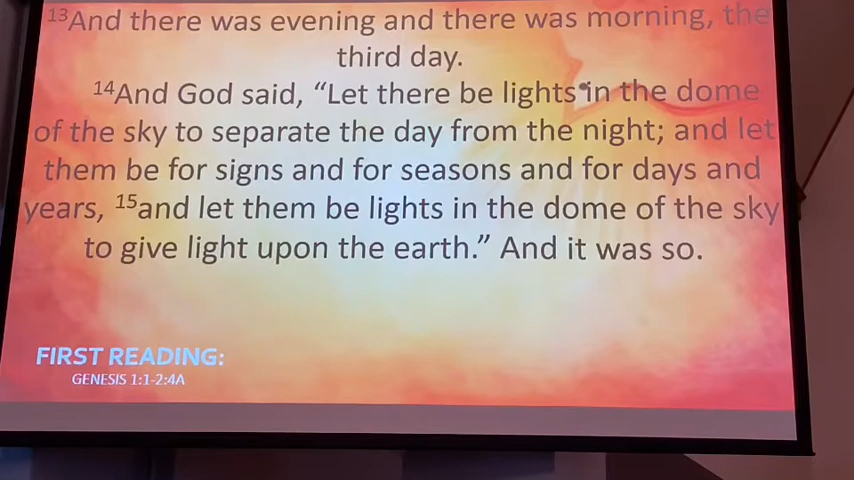 ¹³And there was evening and there was morning, the
third day.
¹⁴And God said, “Let there be lights in the dome
of the sky to separate the day from the night; and let
them be for signs and for seasons and for days and
years, ¹⁵and let them be lights in the dome of the sky
to give light upon the earth.” And it was so.
FIRST READING:
GENESIS 1:1-2:4A